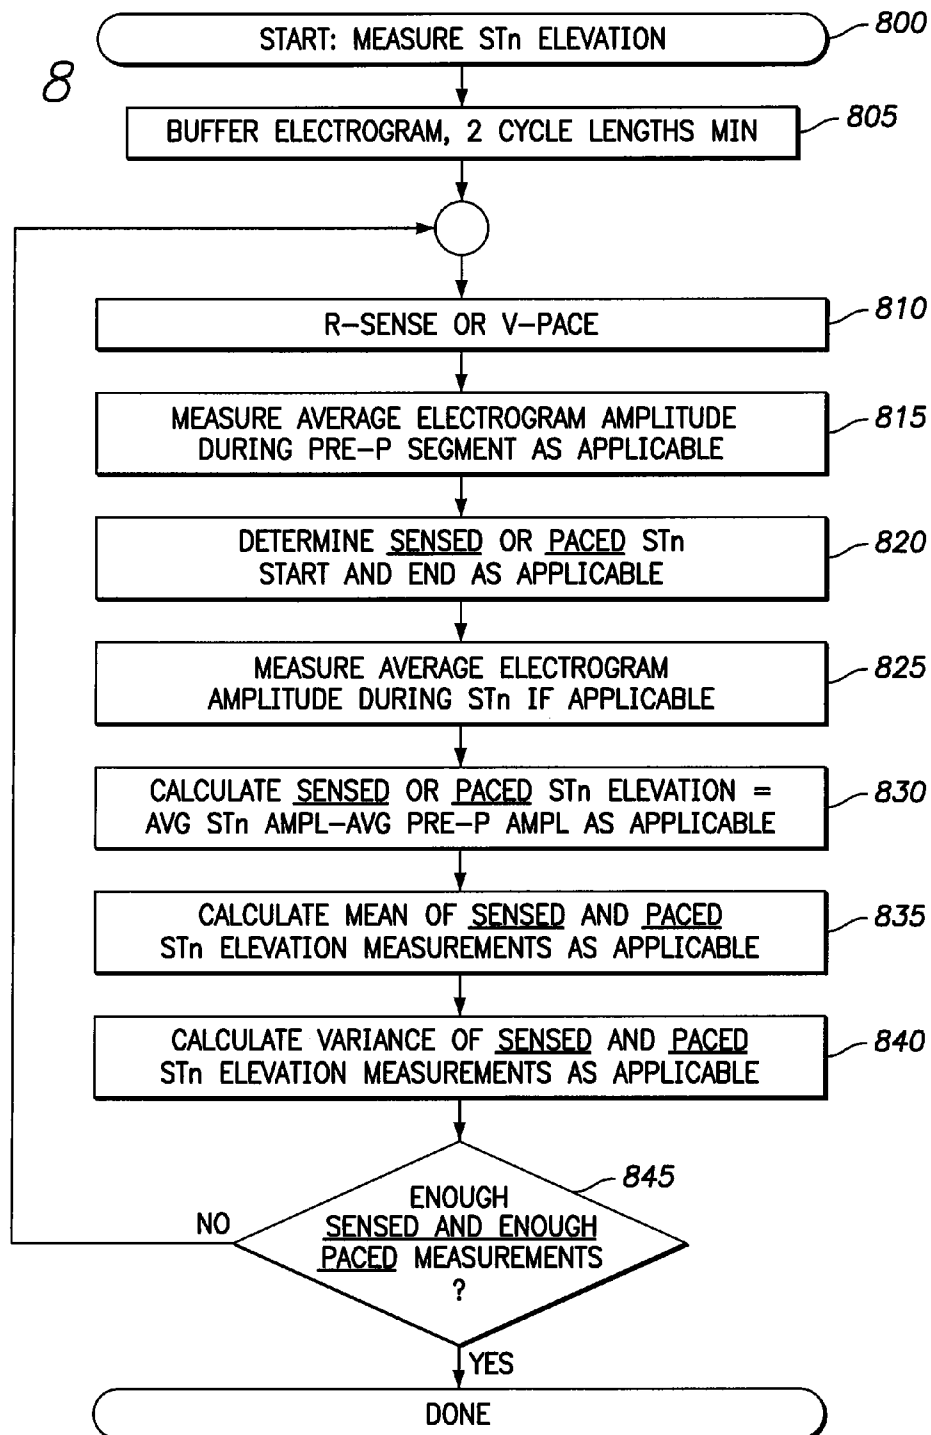 8
START: MEASURE STn ELEVATION
800
BUFFER ELECTROGRAM, 2 CYCLE LENGTHS MIN
805
R-SENSE OR V-PACE
810
MEASURE AVERAGE ELECTROGRAM AMPLITUDE
DURING PRE-P SEGMENT AS APPLICABLE
815
DETERMINE SENSED OR PACED STn
START AND END AS APPLICABLE
820
MEASURE AVERAGE ELECTROGRAM
AMPLITUDE DURING STn IF APPLICABLE
825
CALCULATE SENSED OR PACED STn ELEVATION =
AVG STn AMPL-AVG PRE-P AMPL AS APPLICABLE
830
CALCULATE MEAN OF SENSED AND PACED
STn ELEVATION MEASUREMENTS AS APPLICABLE
835
CALCULATE VARIANCE OF SENSED AND PACED
STn ELEVATION MEASUREMENTS AS APPLICABLE
840
ENOUGH
SENSED AND ENOUGH
PACED MEASUREMENTS
?
845
NO
YES
DONE